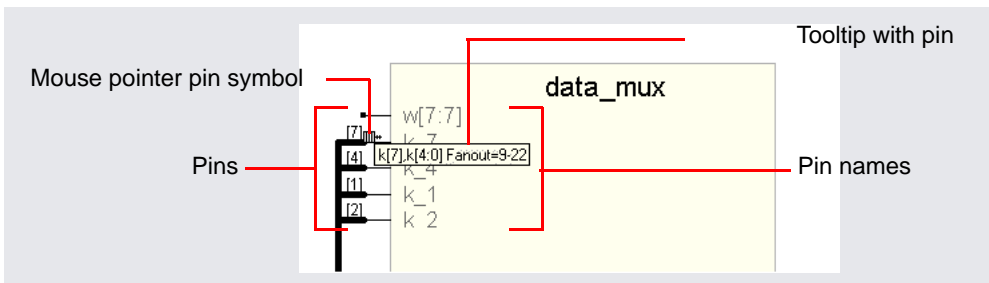 Tooltip with pin
Mouse pointer pin symbol
data_mux
w[7:7]
[7]
k_7
k[7],k[4:0] Fanout=9-22
[4]
k_4
Pins
Pin names
[1]
k_1
[2]
k_2